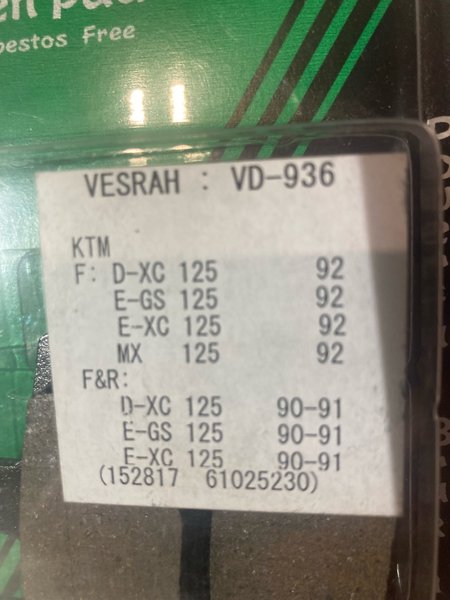 Free
VESRAH : VD-936
KTM
F: D-XC 125 92
E-GS 125 92
E-XC 125 92
MX 125 92
F&R:
D-XC 125 90-91
E-GS 125 90-91
E-XC 125 90-91
(152817 61025230)